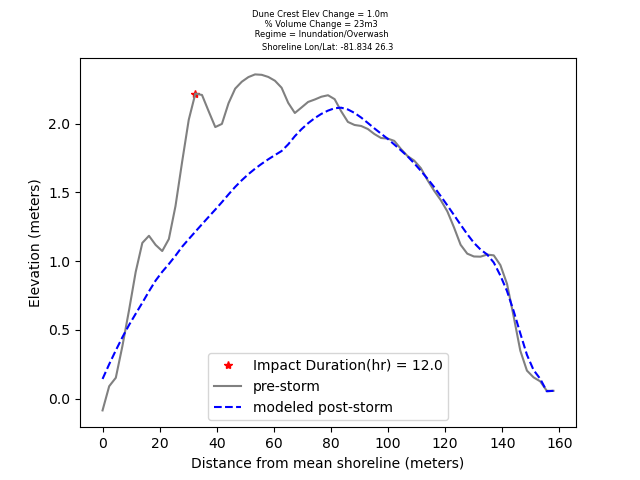 Dune Crest Elev Change = 1.0m
% Volume Change = 23m3
Regime = Inundation/Overwash
Shoreline Lon/Lat: -81.834 26.3
Elevation (meters)
2.0
1.5
1.0
0.5
0.0
Impact Duration(hr) = 12.0
pre-storm
modeled post-storm
0 20 40 60 80 100 120 140 160
Distance from mean shoreline (meters)